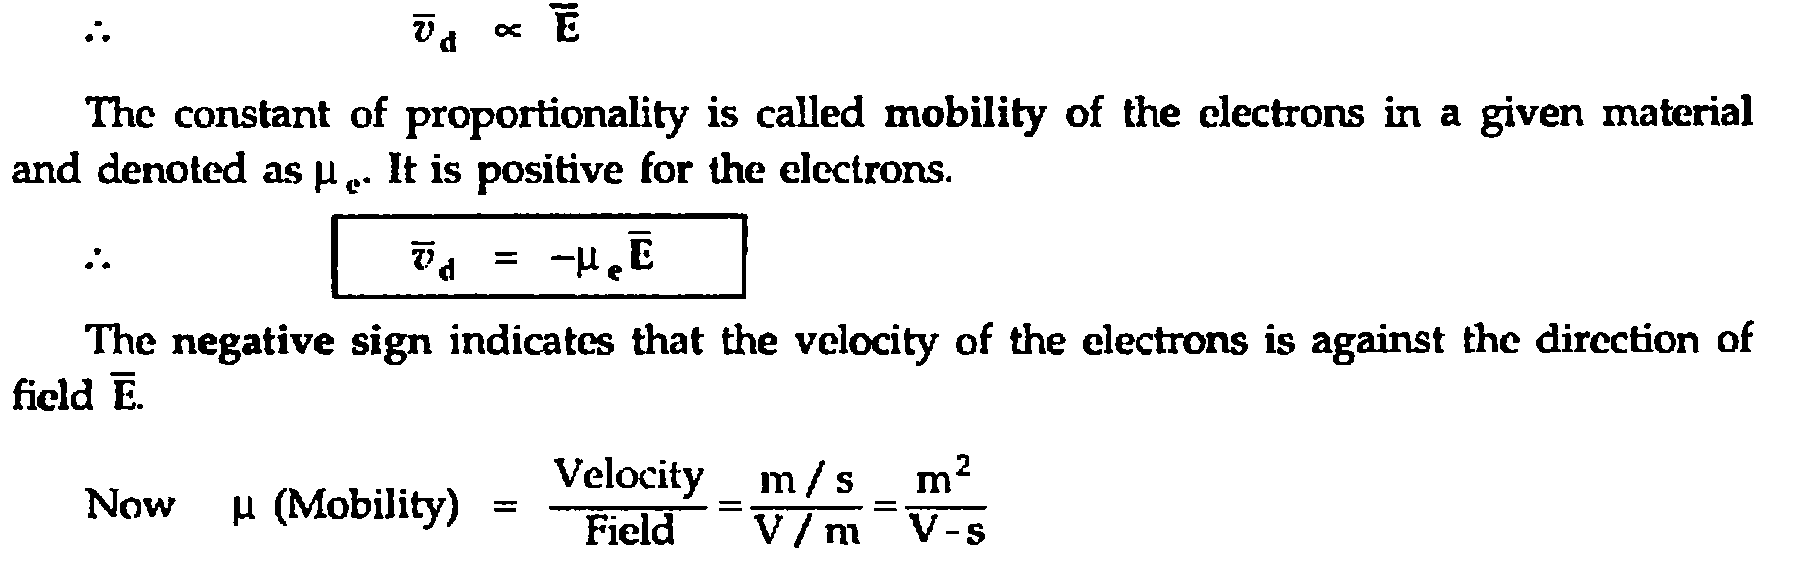 ∴ v̄d ∝ Ē
The constant of proportionality is called mobility of the electrons in a given material
and denoted as μe. It is positive for the electrons.
∴ v̄d = −μe Ē
The negative sign indicates that the velocity of the electrons is against the direction of
field Ē.
Now μ (Mobility) = Velocity / Field = m / s / V / m = m² / V - s